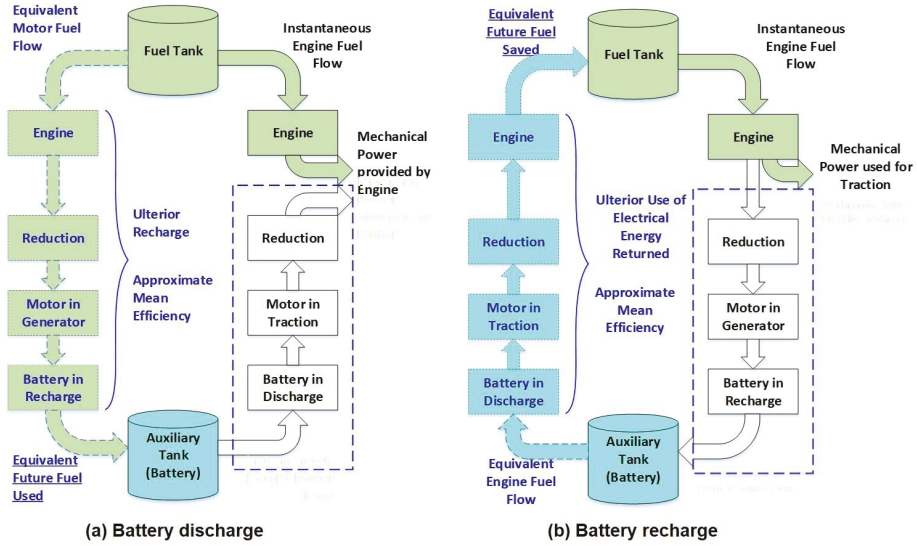 Equivalent
Motor Fuel
Flow
Fuel Tank
Instantaneous
Engine Fuel
Flow
Engine
Engine
Mechanical
Power
provided by
Engine
Ulterior
Recharge
Reduction
Reduction
Approximate
Mean
Efficiency
Motor in
Generator
Motor in
Traction
Battery in
Recharge
Battery in
Discharge
Auxiliary
Tank
(Battery)
Equivalent
Future Fuel
Used
(a) Battery discharge
Equivalent
Future Fuel
Saved
Fuel Tank
Instantaneous
Engine Fuel
Flow
Engine
Engine
Mechanical
Power used for
Traction
Ulterior Use of
Electrical
Energy
Returned
Reduction
Reduction
Approximate
Mean
Efficiency
Motor in
Traction
Motor in
Generator
Battery in
Discharge
Battery in
Recharge
Auxiliary
Tank
(Battery)
Equivalent
Engine Fuel
Flow
(b) Battery recharge